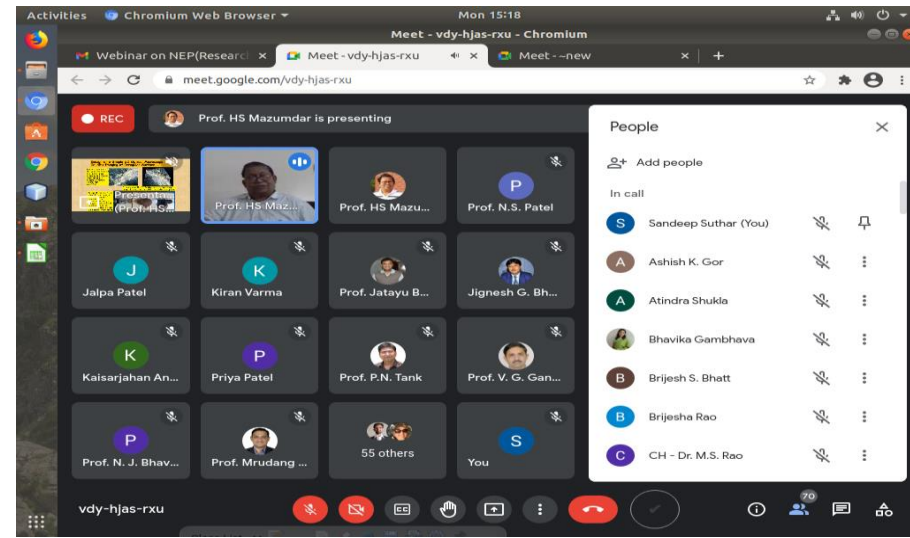 Activities Chromium Web Browser Mon 15:18
Meet - vdy-hjas-rxu - Chromium
Webinar on NEP(Researc Meet - vdy-hjas-rxu Meet - ~new
meet.google.com/vdy-hjas-rxu
REC Prof. HS Mazumdar is presenting
People
Add people
In call
Presenta...
(Prof. HS...
Prof. HS Maz...
Prof. HS Mazu...
P
Prof. N.S. Patel
J
Jalpa Patel
K
Kiran Varma
Prof. Jatayu B...
Jignesh G. Bh...
K
Kaisarjahan An...
P
Priya Patel
Prof. P.N. Tank
Prof. V. G. Gan...
P
Prof. N. J. Bhav...
Prof. Mrudang ...
55 others
S
You
S Sandeep Suthar (You)
A Ashish K. Gor
A Atindra Shukla
Bhavika Gambhava
B Brijesh S. Bhatt
B Brijesha Rao
C CH - Dr. M.S. Rao
vdy-hjas-rxu
CC
70